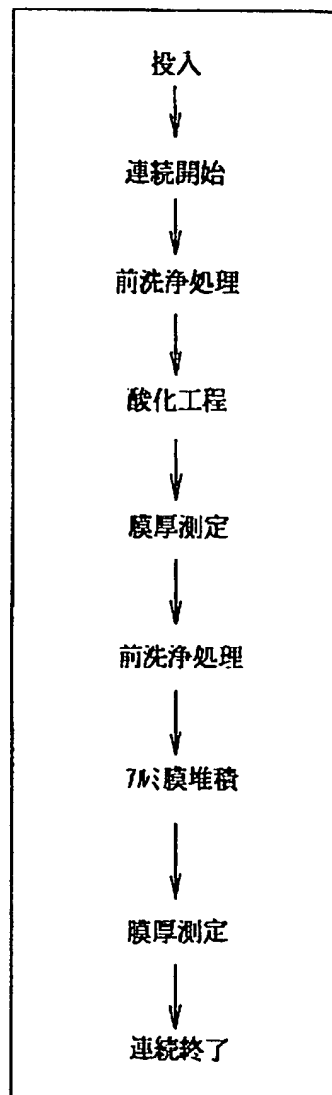 投入
連続開始
前洗浄処理
酸化工程
膜厚測定
前洗浄処理
ｱﾙﾐ膜堆積
膜厚測定
連続終了